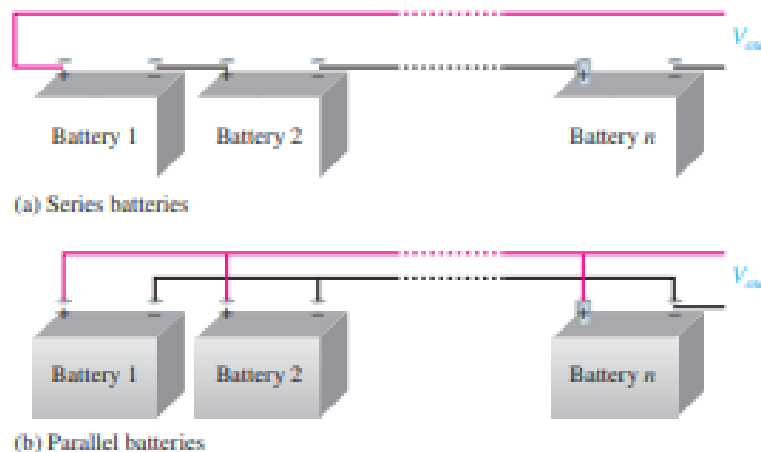 + − + − + −
Battery 1 Battery 2 Battery n
(a) Series batteries
+ − + − + −
Battery 1 Battery 2 Battery n
(b) Parallel batteries